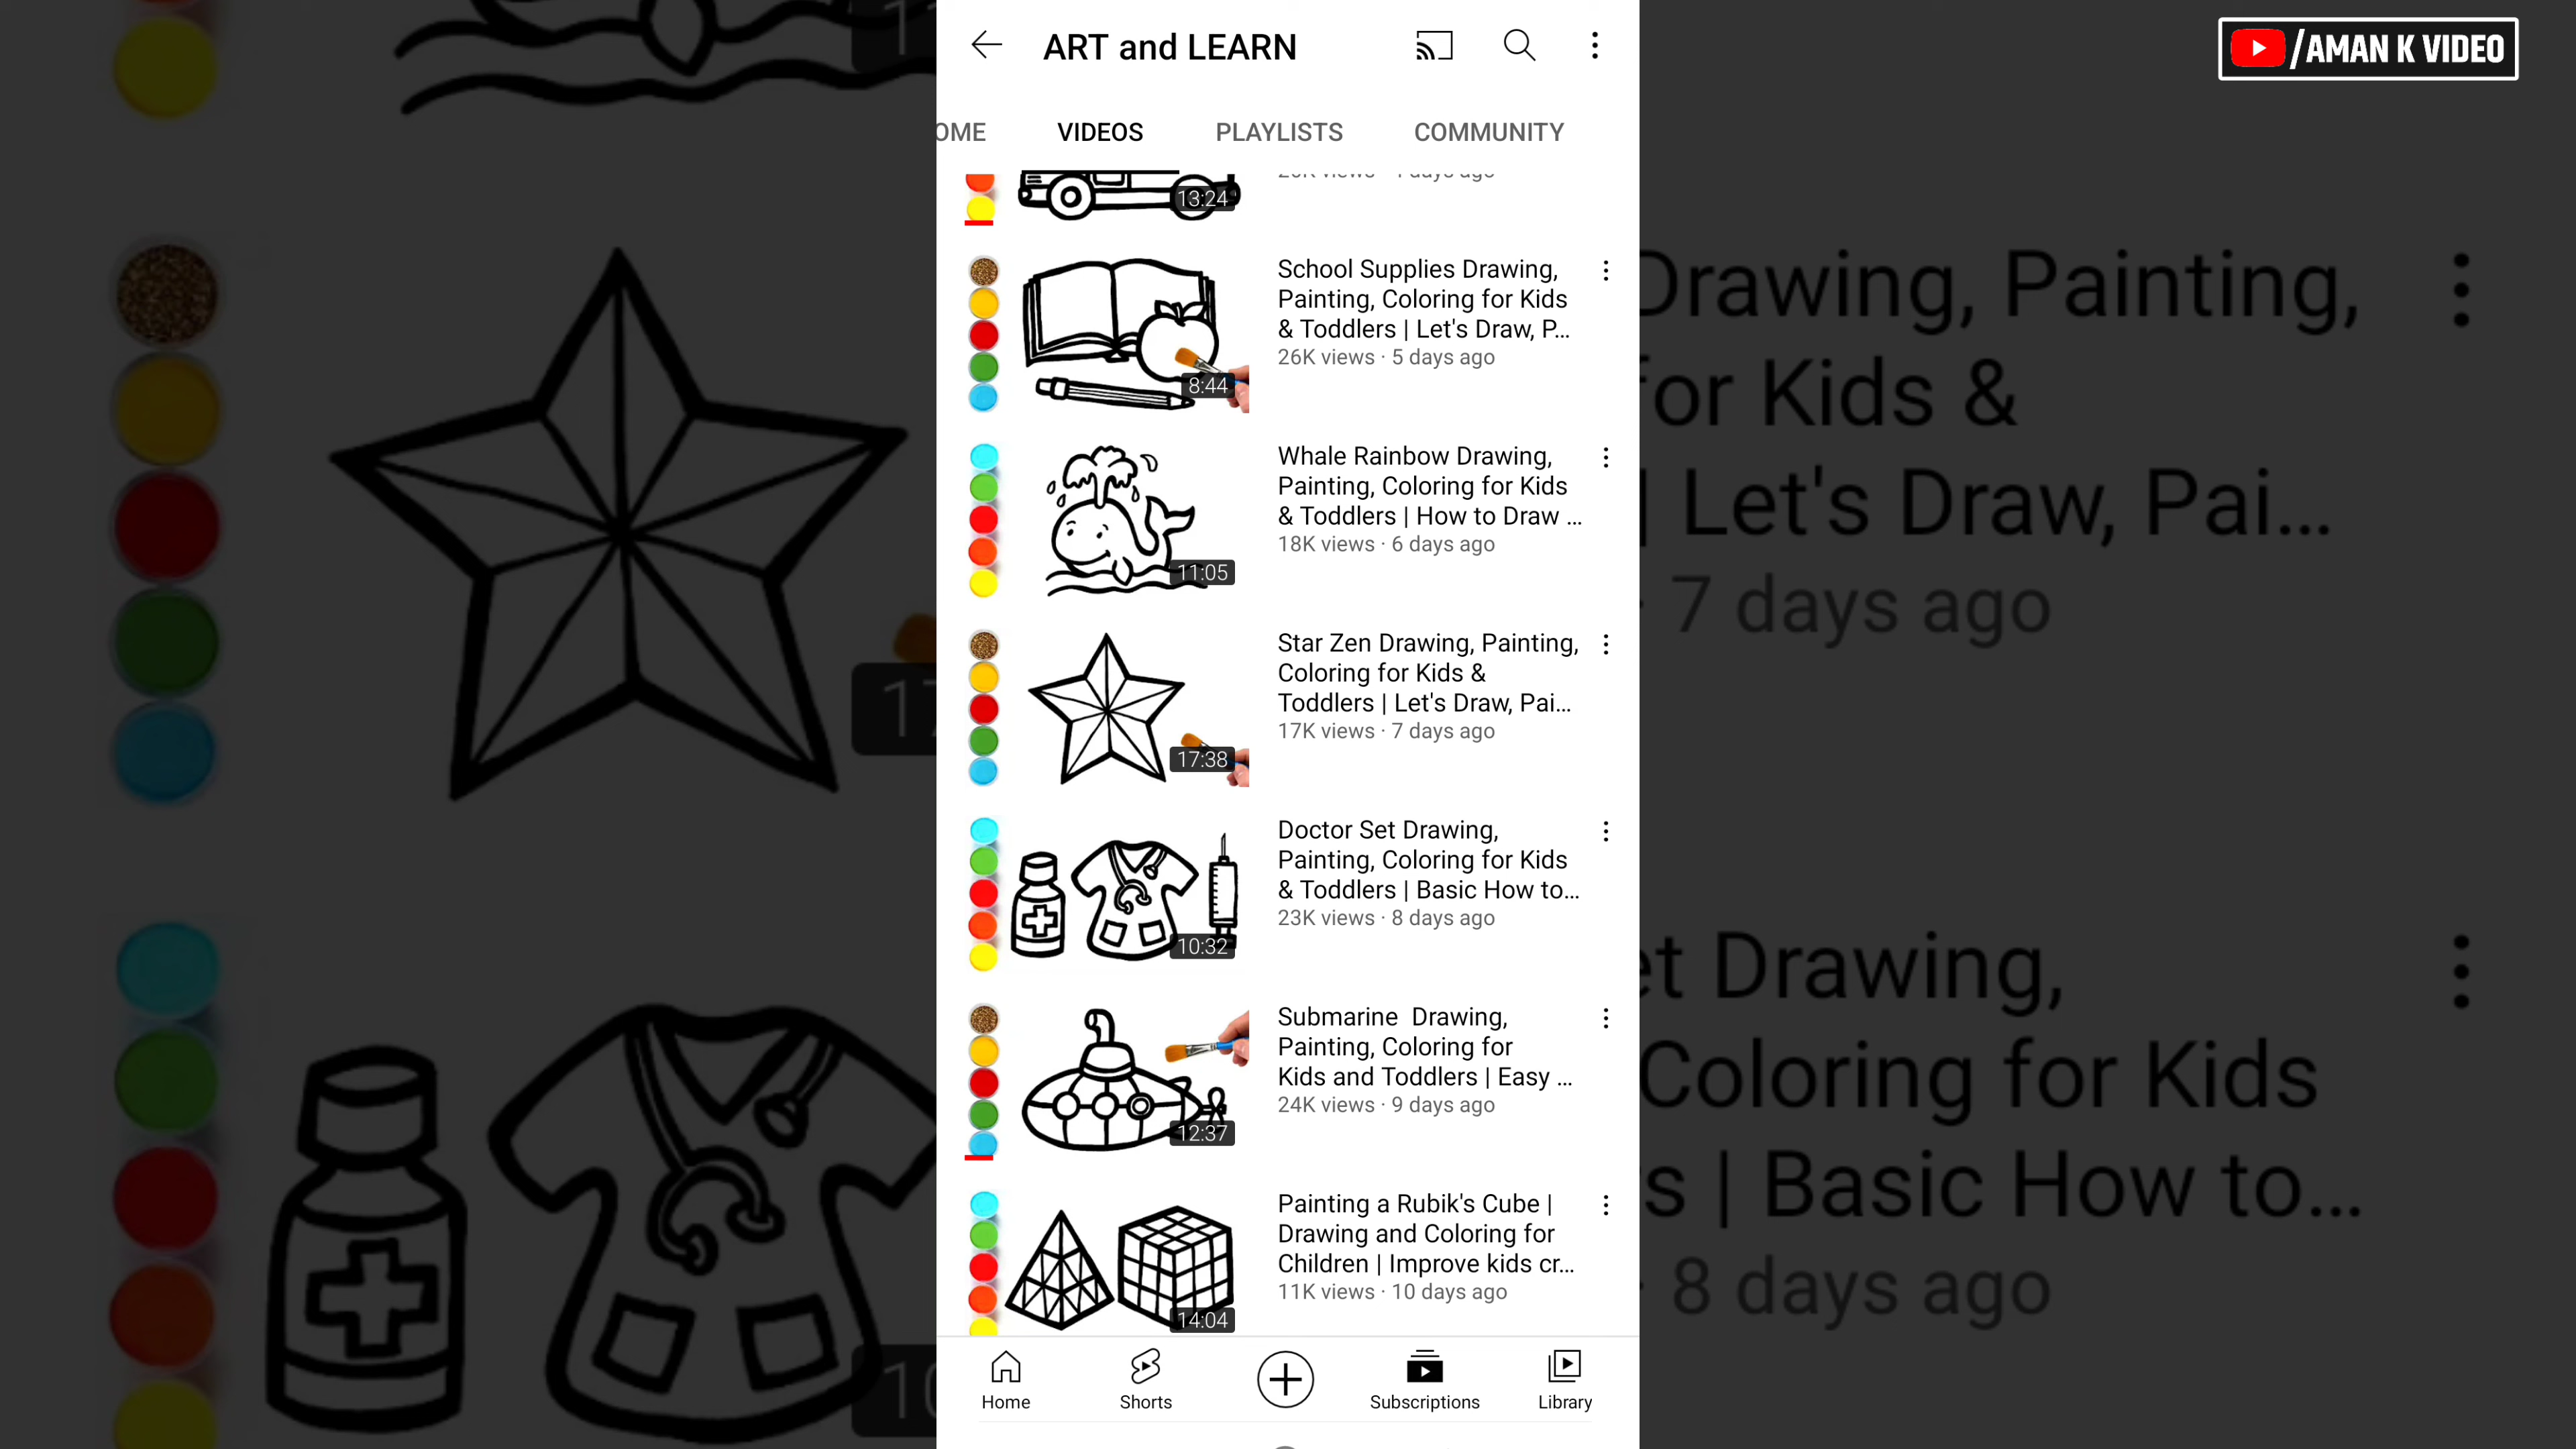 ART and LEARN
/AMAN K VIDEO
OME
VIDEOS
PLAYLISTS
COMMUNITY
13:24
School Supplies Drawing,
Painting, Coloring for Kids
& Toddlers | Let's Draw, P...
26K views · 5 days ago
8:44
Whale Rainbow Drawing,
Painting, Coloring for Kids
& Toddlers | How to Draw ...
18K views · 6 days ago
11:05
Star Zen Drawing, Painting,
Coloring for Kids &
Toddlers | Let's Draw, Pai...
17K views · 7 days ago
17:38
Doctor Set Drawing,
Painting, Coloring for Kids
& Toddlers | Basic How to...
23K views · 8 days ago
10:32
Submarine Drawing,
Painting, Coloring for
Kids and Toddlers | Easy ...
24K views · 9 days ago
12:37
Painting a Rubik's Cube |
Drawing and Coloring for
Children | Improve kids cr...
11K views · 10 days ago
14:04
Home
Shorts
Subscriptions
Library
Drawing, Painting,
for Kids &
| Let's Draw, Pai...
7 days ago
et Drawing,
Coloring for Kids
s | Basic How to...
8 days ago